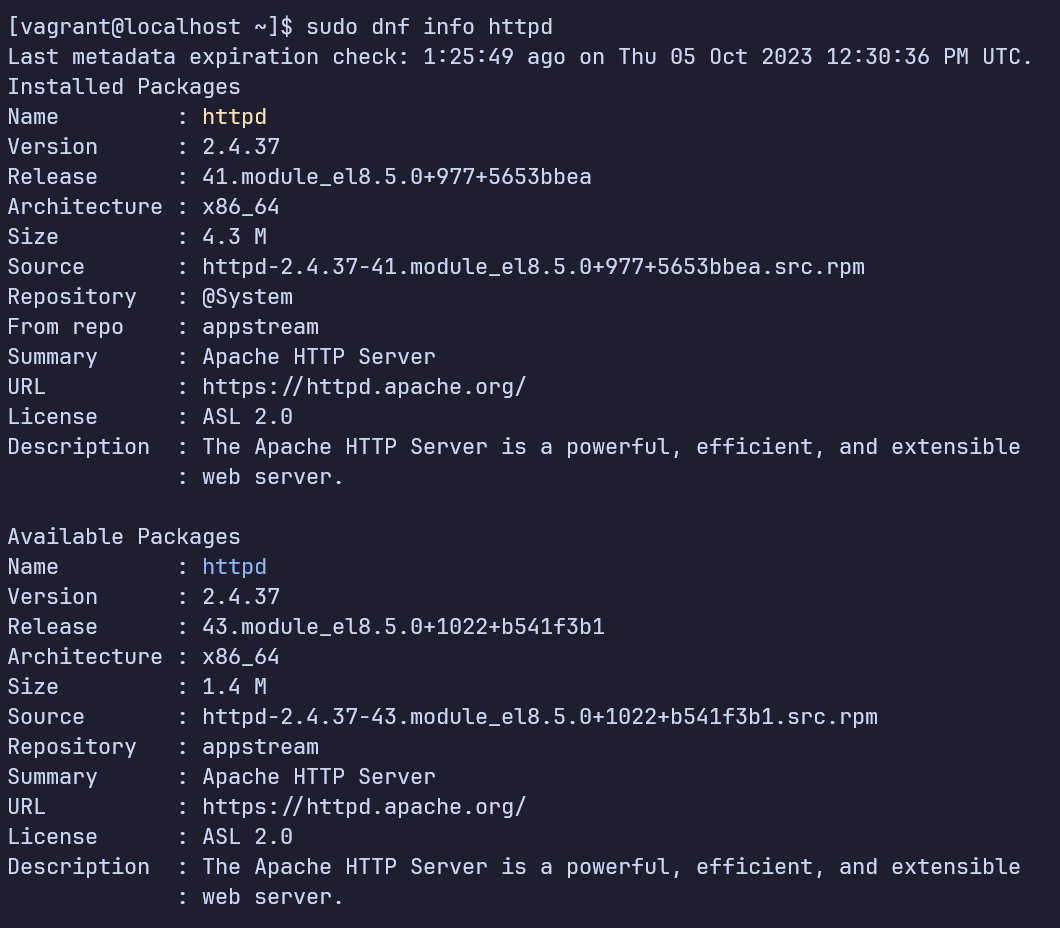 [vagrant@localhost ~]$ sudo dnf info httpd
Last metadata expiration check: 1:25:49 ago on Thu 05 Oct 2023 12:30:36 PM UTC.
Installed Packages
Name         : httpd
Version      : 2.4.37
Release      : 41.module_el8.5.0+977+5653bbea
Architecture : x86_64
Size         : 4.3 M
Source       : httpd-2.4.37-41.module_el8.5.0+977+5653bbea.src.rpm
Repository   : @System
From repo    : appstream
Summary      : Apache HTTP Server
URL          : https://httpd.apache.org/
License      : ASL 2.0
Description  : The Apache HTTP Server is a powerful, efficient, and extensible
             : web server.

Available Packages
Name         : httpd
Version      : 2.4.37
Release      : 43.module_el8.5.0+1022+b541f3b1
Architecture : x86_64
Size         : 1.4 M
Source       : httpd-2.4.37-43.module_el8.5.0+1022+b541f3b1.src.rpm
Repository   : appstream
Summary      : Apache HTTP Server
URL          : https://httpd.apache.org/
License      : ASL 2.0
Description  : The Apache HTTP Server is a powerful, efficient, and extensible
             : web server.